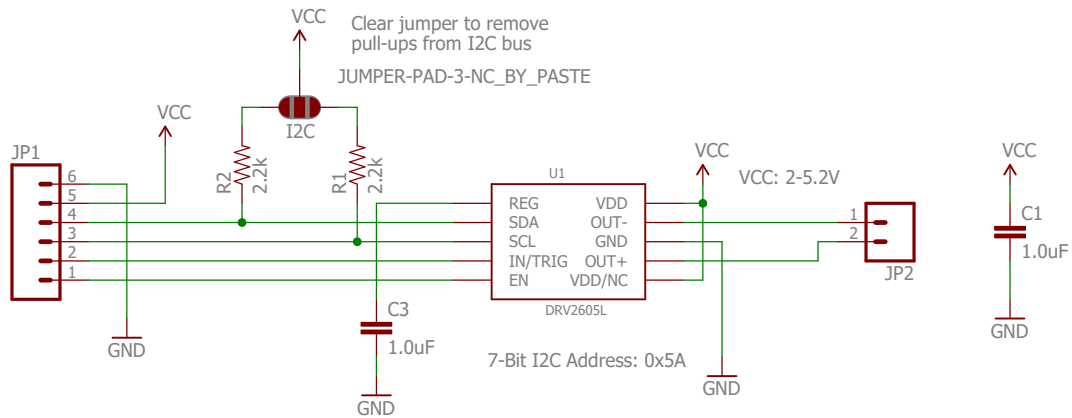 VCC
Clear jumper to remove
pull-ups from I2C bus
JUMPER-PAD-3-NC_BY_PASTE
I2C
VCC
JP1
6
5
4
3
2
1
GND
R2
2.2k
R1
2.2k
C3
1.0uF
GND
U1
REG
SDA
SCL
IN/TRIG
EN
VDD
OUT-
GND
OUT+
VDD/NC
DRV2605L
7-Bit I2C Address: 0x5A
VCC
VCC: 2-5.2V
GND
1
2
JP2
VCC
C1
1.0uF
GND